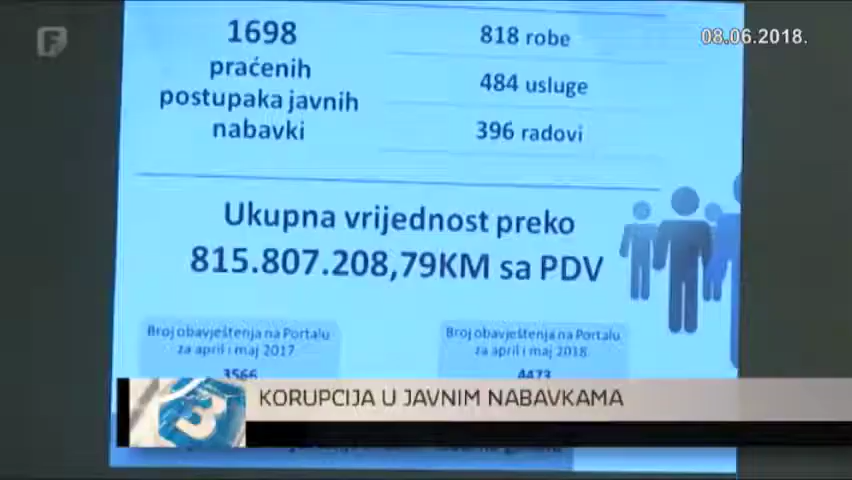 F
08.06.2018.
1698
praćenih
postupaka javnih
nabavki
818 robe
484 usluge
396 radovi
Ukupna vrijednost preko
815.807.208,79KM sa PDV
Broj obavještenja na Portalu
za april i maj 2017
3566
Broj obavještenja na Portalu
za april i maj 2018
4473
3
KORUPCIJA U JAVNIM NABAVKAMA